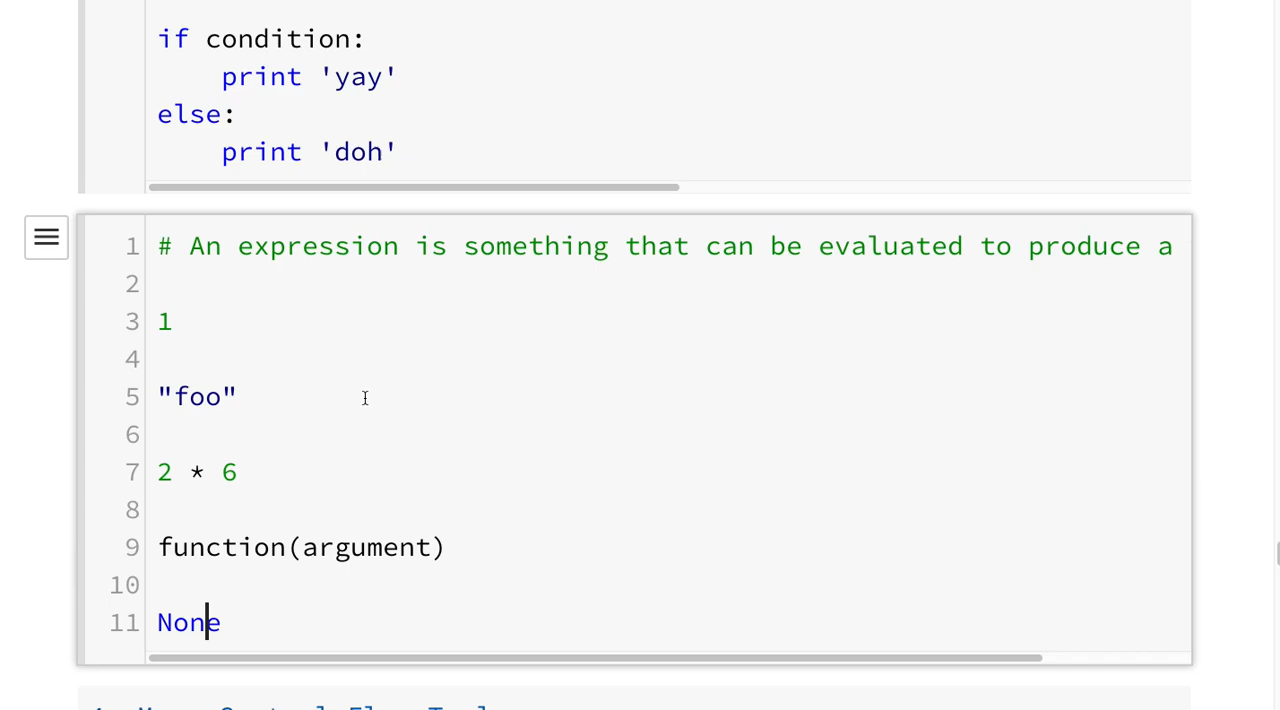 if condition:
    print 'yay'
else:
    print 'doh'
1 # An expression is something that can be evaluated to produce a
2
3 1
4
5 "foo"
6
7 2 * 6
8
9 function(argument)
10
11 None